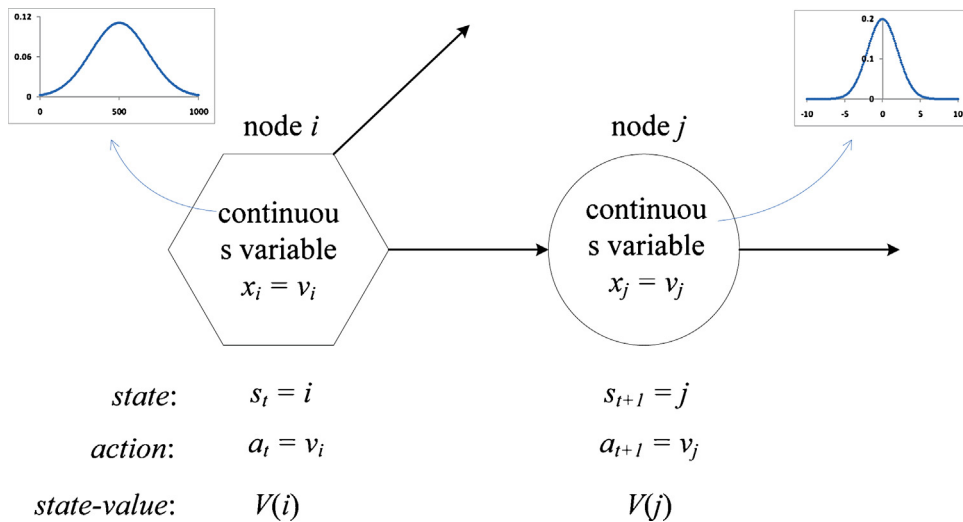 0.12
0.06
0
0 500 1000
0.2
0.1
0
-10 -5 0 5 10
node i
node j
continuou
s variable
xi = vi
continuou
s variable
xj = vj
state: st = i st+1 = j
action: at = vi at+1 = vj
state-value: V(i) V(j)